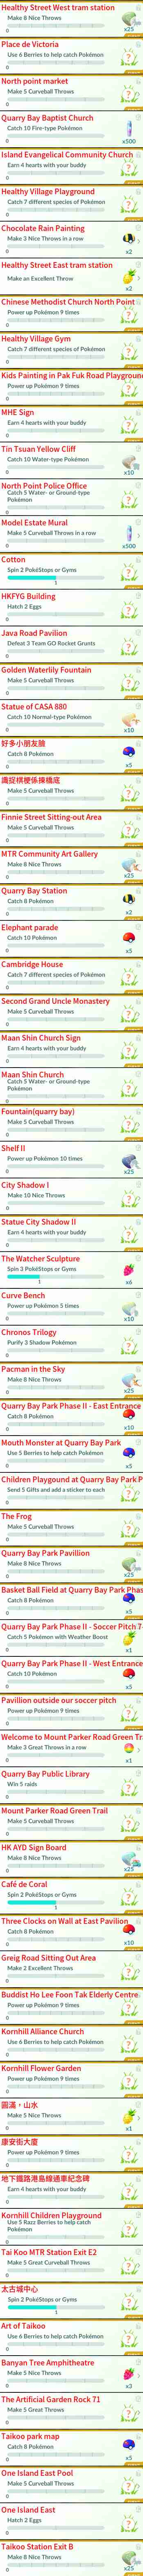 Healthy Street West tram station
Make 8 Nice Throws
0
x25
Place de Victoria
Use 6 Berries to help catch Pokémon
0
North point market
Make 5 Curveball Throws
0
Quarry Bay Baptist Church
Catch 10 Fire-type Pokémon
0
x500
Island Evangelical Community Church
Earn 4 hearts with your buddy
0
Healthy Village Playground
Catch 7 different species of Pokémon
0
Chocolate Rain Painting
Make 3 Nice Throws in a row
0
x2
Healthy Street East tram station
Make an Excellent Throw
0
x2
Chinese Methodist Church North Point
Power up Pokémon 9 times
0
Healthy Village Gym
Catch 7 different species of Pokémon
0
Kids Painting in Pak Fuk Road Playgroun
Power up Pokémon 9 times
0
MHE Sign
Earn 4 hearts with your buddy
0
Tin Tsuan Yellow Cliff
Catch 10 Water-type Pokémon
0
x10
North Point Police Office
Catch 5 Water- or Ground-type
Pokémon
0
Model Estate Mural
Make 5 Curveball Throws in a row
0
x500
Cotton
Spin 2 PokéStops or Gyms
1
HKFYG Building
Hatch 2 Eggs
0
Java Road Pavilion
Defeat 3 Team GO Rocket Grunts
0
Golden Waterlily Fountain
Make 5 Curveball Throws
0
Statue of CASA 880
Catch 10 Normal-type Pokémon
0
x10
好多小朋友臉
Catch 8 Pokémon
0
x5
識捉棋梗係揀橋底
Make 5 Curveball Throws
0
Finnie Street Sitting-out Area
Make 5 Curveball Throws
0
MTR Community Art Gallery
Make 8 Nice Throws
0
x25
Quarry Bay Station
Catch 8 Pokémon
0
x2
Elephant parade
Catch 10 Pokémon
0
x5
Cambridge House
Catch 7 different species of Pokémon
0
Second Grand Uncle Monastery
Make 5 Curveball Throws
0
Maan Shin Church Sign
Earn 4 hearts with your buddy
0
Maan Shin Church
Catch 5 Water- or Ground-type
Pokémon
0
Fountain(quarry bay)
Make 5 Curveball Throws
0
Shelf II
Power up Pokémon 10 times
0
x25
City Shadow I
Make 10 Nice Throws
0
Statue City Shadow II
Earn 4 hearts with your buddy
0
The Watcher Sculpture
Spin 3 PokéStops or Gyms
1
x6
Curve Bench
Power up Pokémon 5 times
0
x10
Chronos Trilogy
Purify 3 Shadow Pokémon
0
Pacman in the Sky
Make 8 Nice Throws
0
x25
Quarry Bay Park Phase II - East Entrance
Catch 8 Pokémon
0
x10
Mouth Monster at Quarry Bay Park
Use 5 Berries to help catch Pokémon
0
x5
Children Playgound at Quarry Bay Park P
Send 5 Gifts and add a sticker to each
0
The Frog
Make 5 Curveball Throws
0
Quarry Bay Park Pavillion
Make 8 Nice Throws
0
x25
Basket Ball Field at Quarry Bay Park Phas
Catch 8 Pokémon
0
x5
Quarry Bay Park Phase II - Soccer Pitch 7-
Catch 5 Pokémon with Weather Boost
0
x1
Quarry Bay Park Phase II - West Entrance
Catch 10 Pokémon
0
x5
Pavillion outside our soccer pitch
Power up Pokémon 9 times
0
Welcome to Mount Parker Road Green Tr
Make 3 Great Throws in a row
0
x1
Quarry Bay Public Library
Win 5 raids
0
Mount Parker Road Green Trail
Make 5 Curveball Throws
0
HK AYD Sign Board
Make 8 Nice Throws
0
x25
Café de Coral
Spin 2 PokéStops or Gyms
1
Three Clocks on Wall at East Pavilion
Catch 8 Pokémon
0
x10
Greig Road Sitting Out Area
Make 2 Excellent Throws
0
Buddist Ho Lee Foon Tak Elderly Centre
Power up Pokémon 9 times
0
Kornhill Alliance Church
Use 6 Berries to help catch Pokémon
0
Kornhill Flower Garden
Power up Pokémon 9 times
0
圓滿・山水
Make 5 Nice Throws
0
x1
康安街大廈
Power up Pokémon 9 times
0
地下鐵路港島線通車紀念碑
Earn 4 hearts with your buddy
0
Kornhill Children Playground
Use 5 Razz Berries to help catch
Pokémon
0
Tai Koo MTR Station Exit E2
Make 5 Great Curveball Throws
0
太古城中心
Spin 2 PokéStops or Gyms
1
Art of Taikoo
Use 6 Berries to help catch Pokémon
0
Banyan Tree Amphitheatre
Make 5 Nice Throws
0
x3
The Artificial Garden Rock 71
Make 5 Great Throws
0
Taikoo park map
Catch 8 Pokémon
0
x5
One Island East Pool
Make 5 Curveball Throws
0
One Island East
Hatch 2 Eggs
0
Taikoo Station Exit B
Make 8 Nice Throws
0
x25